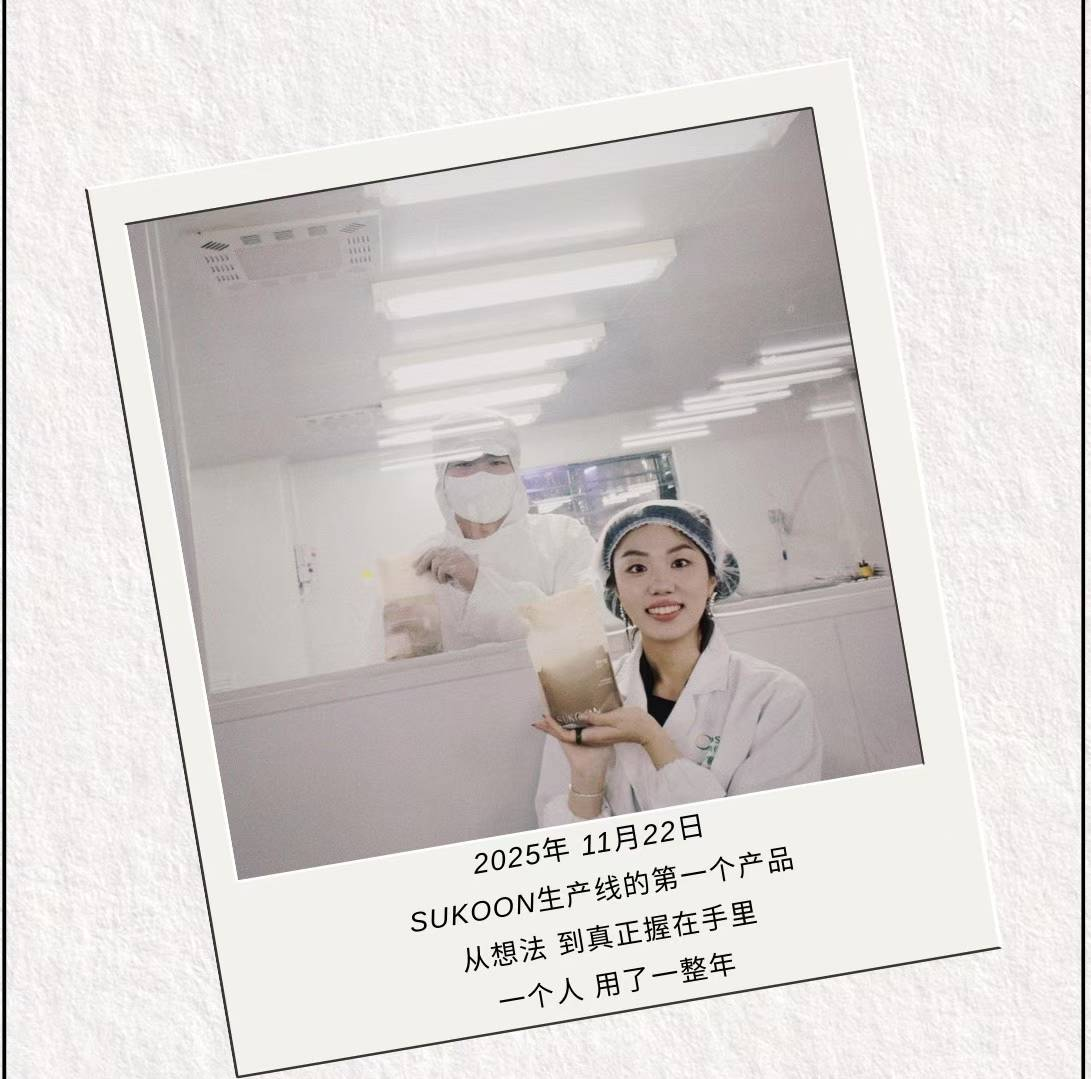 SUKOON
2025年 11月22日
SUKOON生产线的第一个产品
从想法 到真正握在手里
一个人 用了一整年